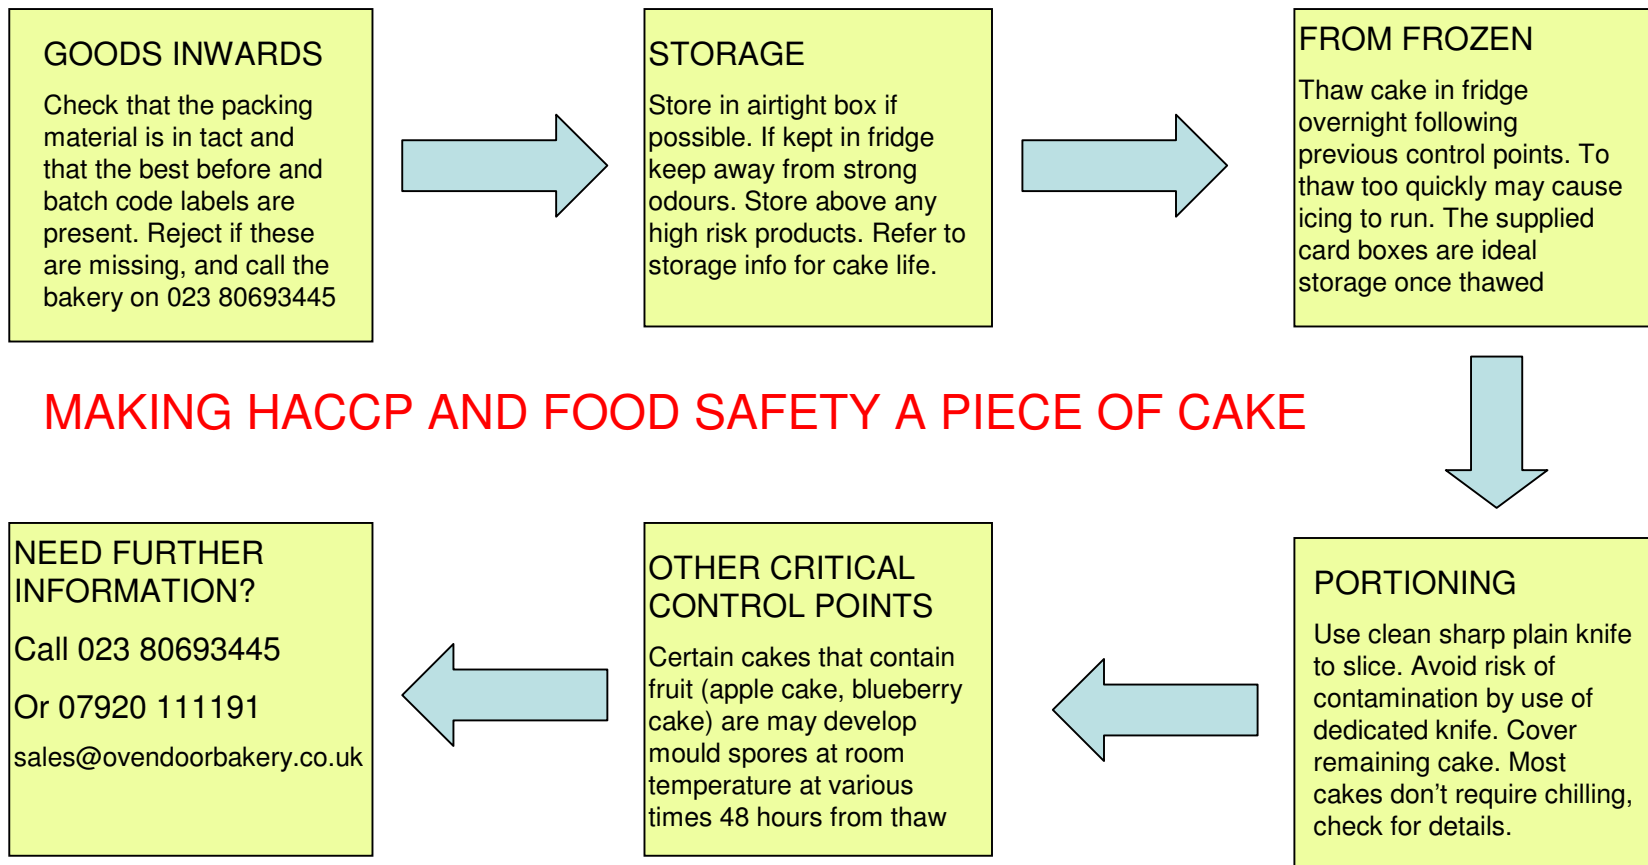 GOODS INWARDS
Check that the packing
material is in tact and
that the best before and
batch code labels are
present. Reject if these
are missing, and call the
bakery on 023 80693445
STORAGE
Store in airtight box if
possible. If kept in fridge
keep away from strong
odours. Store above any
high risk products. Refer to
storage info for cake life.
FROM FROZEN
Thaw cake in fridge
overnight following
previous control points. To
thaw too quickly may cause
icing to run. The supplied
card boxes are ideal
storage once thawed
MAKING HACCP AND FOOD SAFETY A PIECE OF CAKE
PORTIONING
Use clean sharp plain knife
to slice. Avoid risk of
contamination by use of
dedicated knife. Cover
remaining cake. Most
cakes don't require chilling,
check for details.
OTHER CRITICAL
CONTROL POINTS
Certain cakes that contain
fruit (apple cake, blueberry
cake) are may develop
mould spores at room
temperature at various
times 48 hours from thaw
NEED FURTHER
INFORMATION?
Call 023 80693445
Or 07920 111191
sales@ovendoorbakery.co.uk